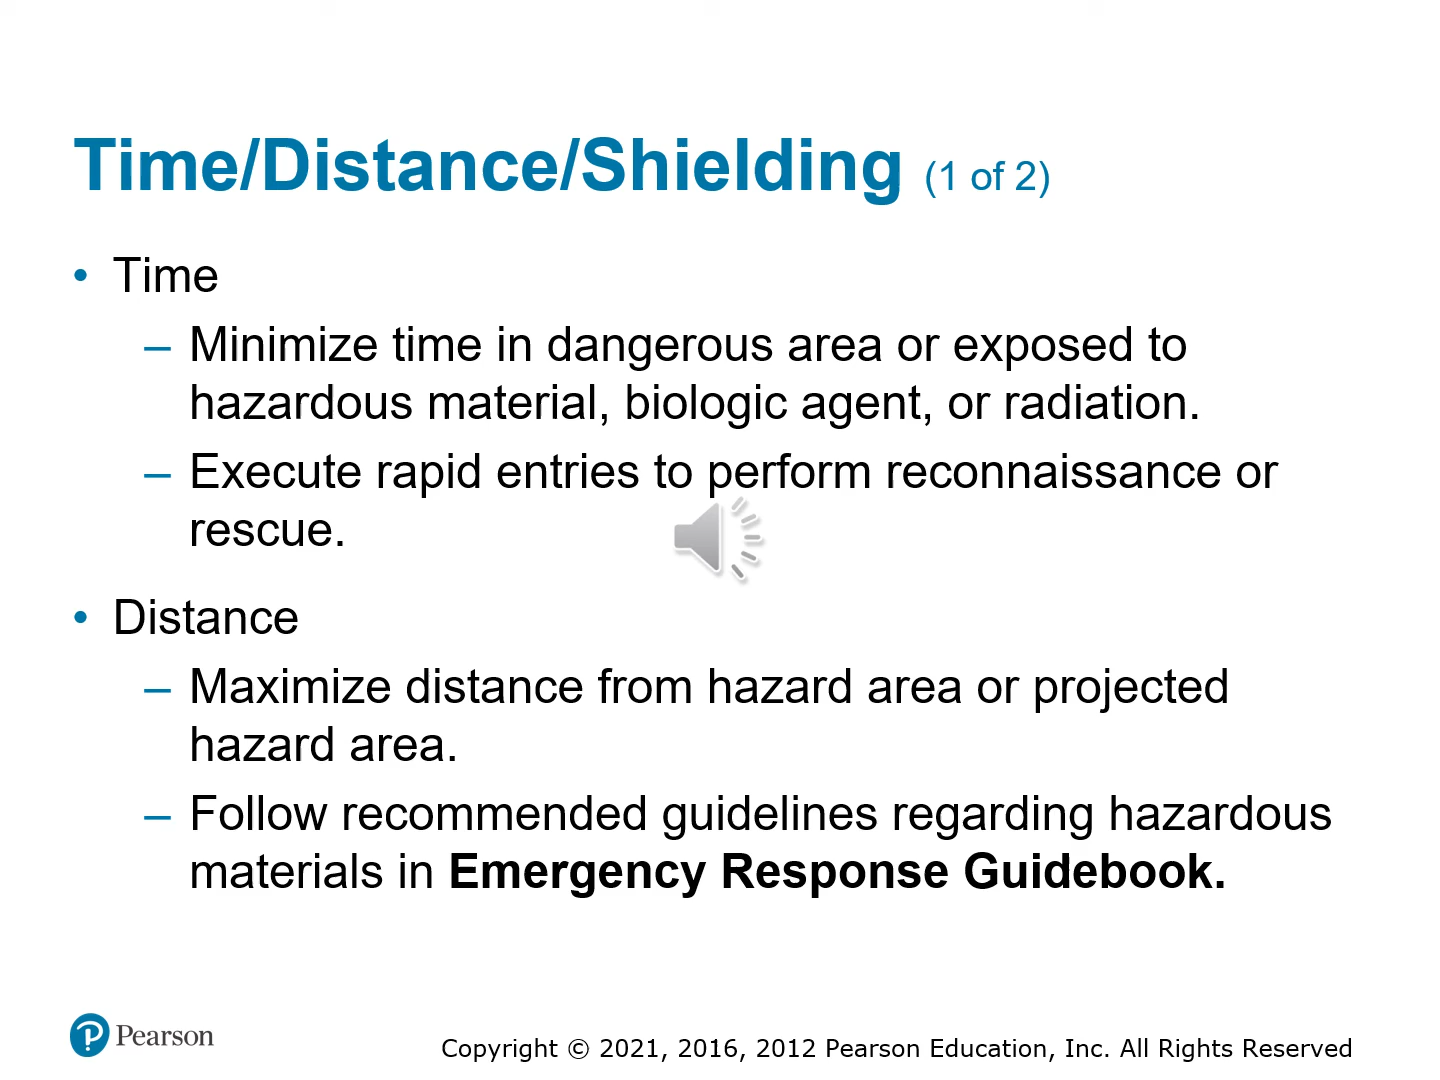 Time/Distance/Shielding (1 of 2)
• Time
– Minimize time in dangerous area or exposed to
hazardous material, biologic agent, or radiation.
– Execute rapid entries to perform reconnaissance or
rescue.
• Distance
– Maximize distance from hazard area or projected
hazard area.
– Follow recommended guidelines regarding hazardous
materials in Emergency Response Guidebook.
Pearson
Copyright © 2021, 2016, 2012 Pearson Education, Inc. All Rights Reserved